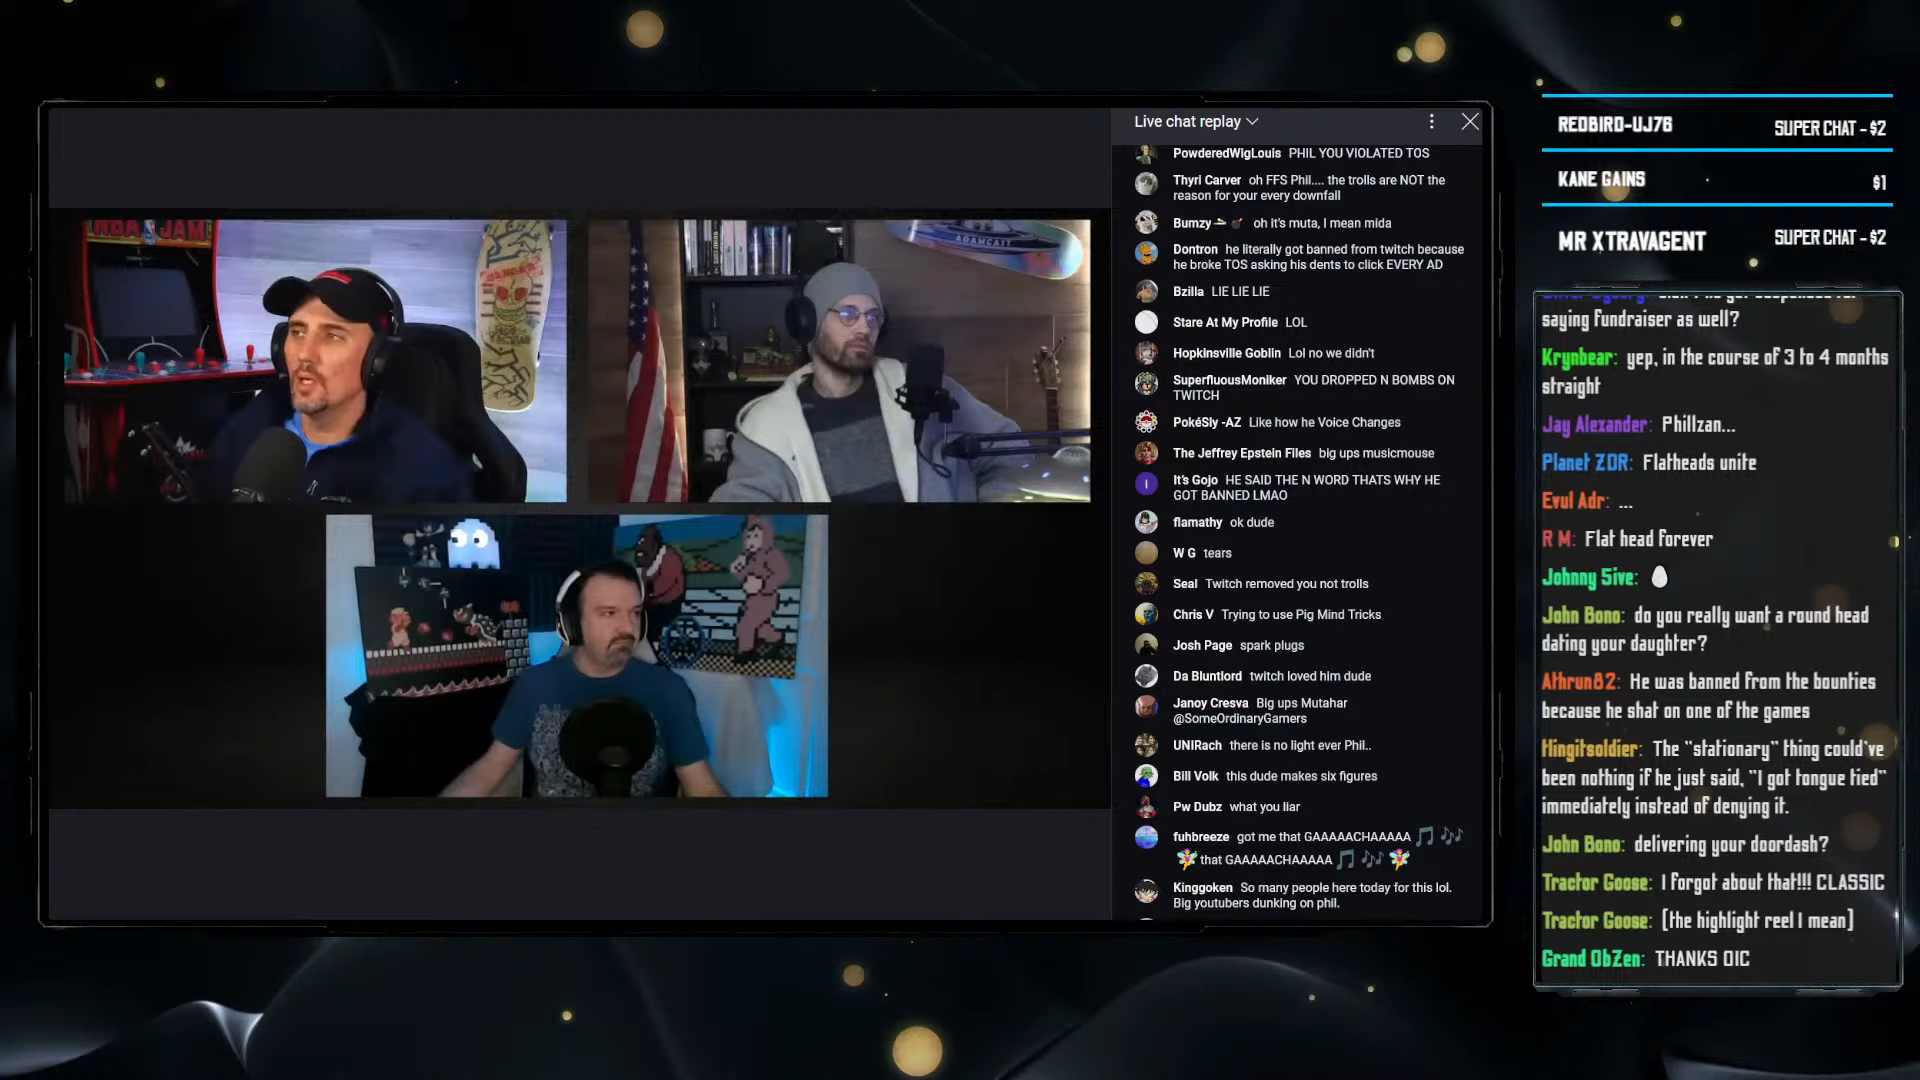 NBA JAM
ADAMCAST
Live chat replay
PowderedWigLouis PHIL YOU VIOLATED TOS
Thyri Carver oh FFS Phil.... the trolls are NOT the
reason for your every downfall
Bumzy oh it's muta, I mean mida
Dontron he literally got banned from twitch because
he broke TOS asking his dents to click EVERY AD
Bzilla LIE LIE LIE
Stare At My Profile LOL
Hopkinsville Goblin Lol no we didn't
SuperfluousMoniker YOU DROPPED N BOMBS ON
TWITCH
PokéSly -AZ Like how he Voice Changes
The Jeffrey Epstein Files big ups musicmouse
It's Gojo HE SAID THE N WORD THATS WHY HE
GOT BANNED LMAO
flamathy ok dude
W G tears
Seal Twitch removed you not trolls
Chris V Trying to use Pig Mind Tricks
Josh Page spark plugs
Da Bluntlord twitch loved him dude
Janoy Cresva Big ups Mutahar
@SomeOrdinaryGamers
UNIRach there is no light ever Phil..
Bill Volk this dude makes six figures
Pw Dubz what you liar
fuhbreeze got me that GAAAAACHAAAAA 🎵 🎶
🧚 that GAAAAACHAAAAA 🎵 🎶 🧚
Kinggoken So many people here today for this lol.
Big youtubers dunking on phil.
REDBIRD-UJ76 SUPER CHAT - $2
KANE GAINS $1
MR XTRAVAGENT SUPER CHAT - $2
saying fundraiser as well?
Krynbear: yep, in the course of 3 to 4 months
straight
Jay Alexander: Phillzan...
Planet ZDR: Flatheads unite
Evul Adr: ...
R M: Flat head forever
Johnny 5ive: 🥚
John Bono: do you really want a round head
dating your daughter?
Athrun82: He was banned from the bounties
because he shat on one of the games
Hingitsoldier: The "stationary" thing could've
been nothing if he just said, "I got tongue tied"
immediately instead of denying it.
John Bono: delivering your doordash?
Tractor Goose: I forgot about that!!! CLASSIC
Tractor Goose: [the highlight reel I mean]
Grand ObZen: THANKS OIC